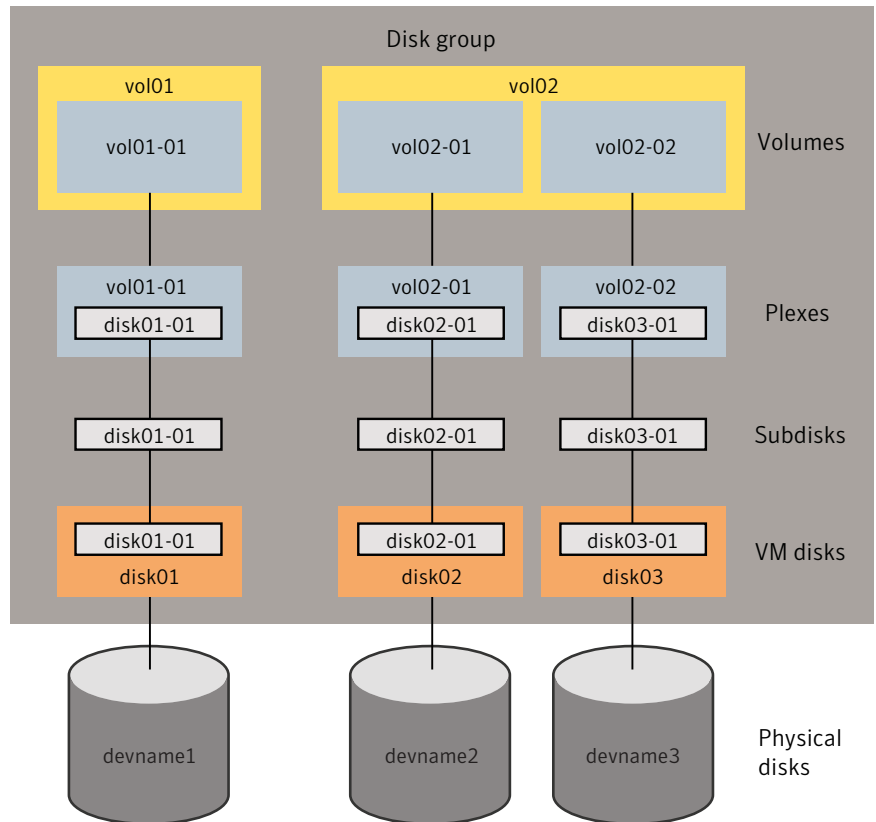 Disk group
vol01
vol02
vol01-01
vol02-01
vol02-02
Volumes
vol01-01
vol02-01
vol02-02
disk01-01
disk02-01
disk03-01
Plexes
disk01-01
disk02-01
disk03-01
Subdisks
disk01-01
disk02-01
disk03-01
VM disks
disk01
disk02
disk03
devname1
devname2
devname3
Physical
disks